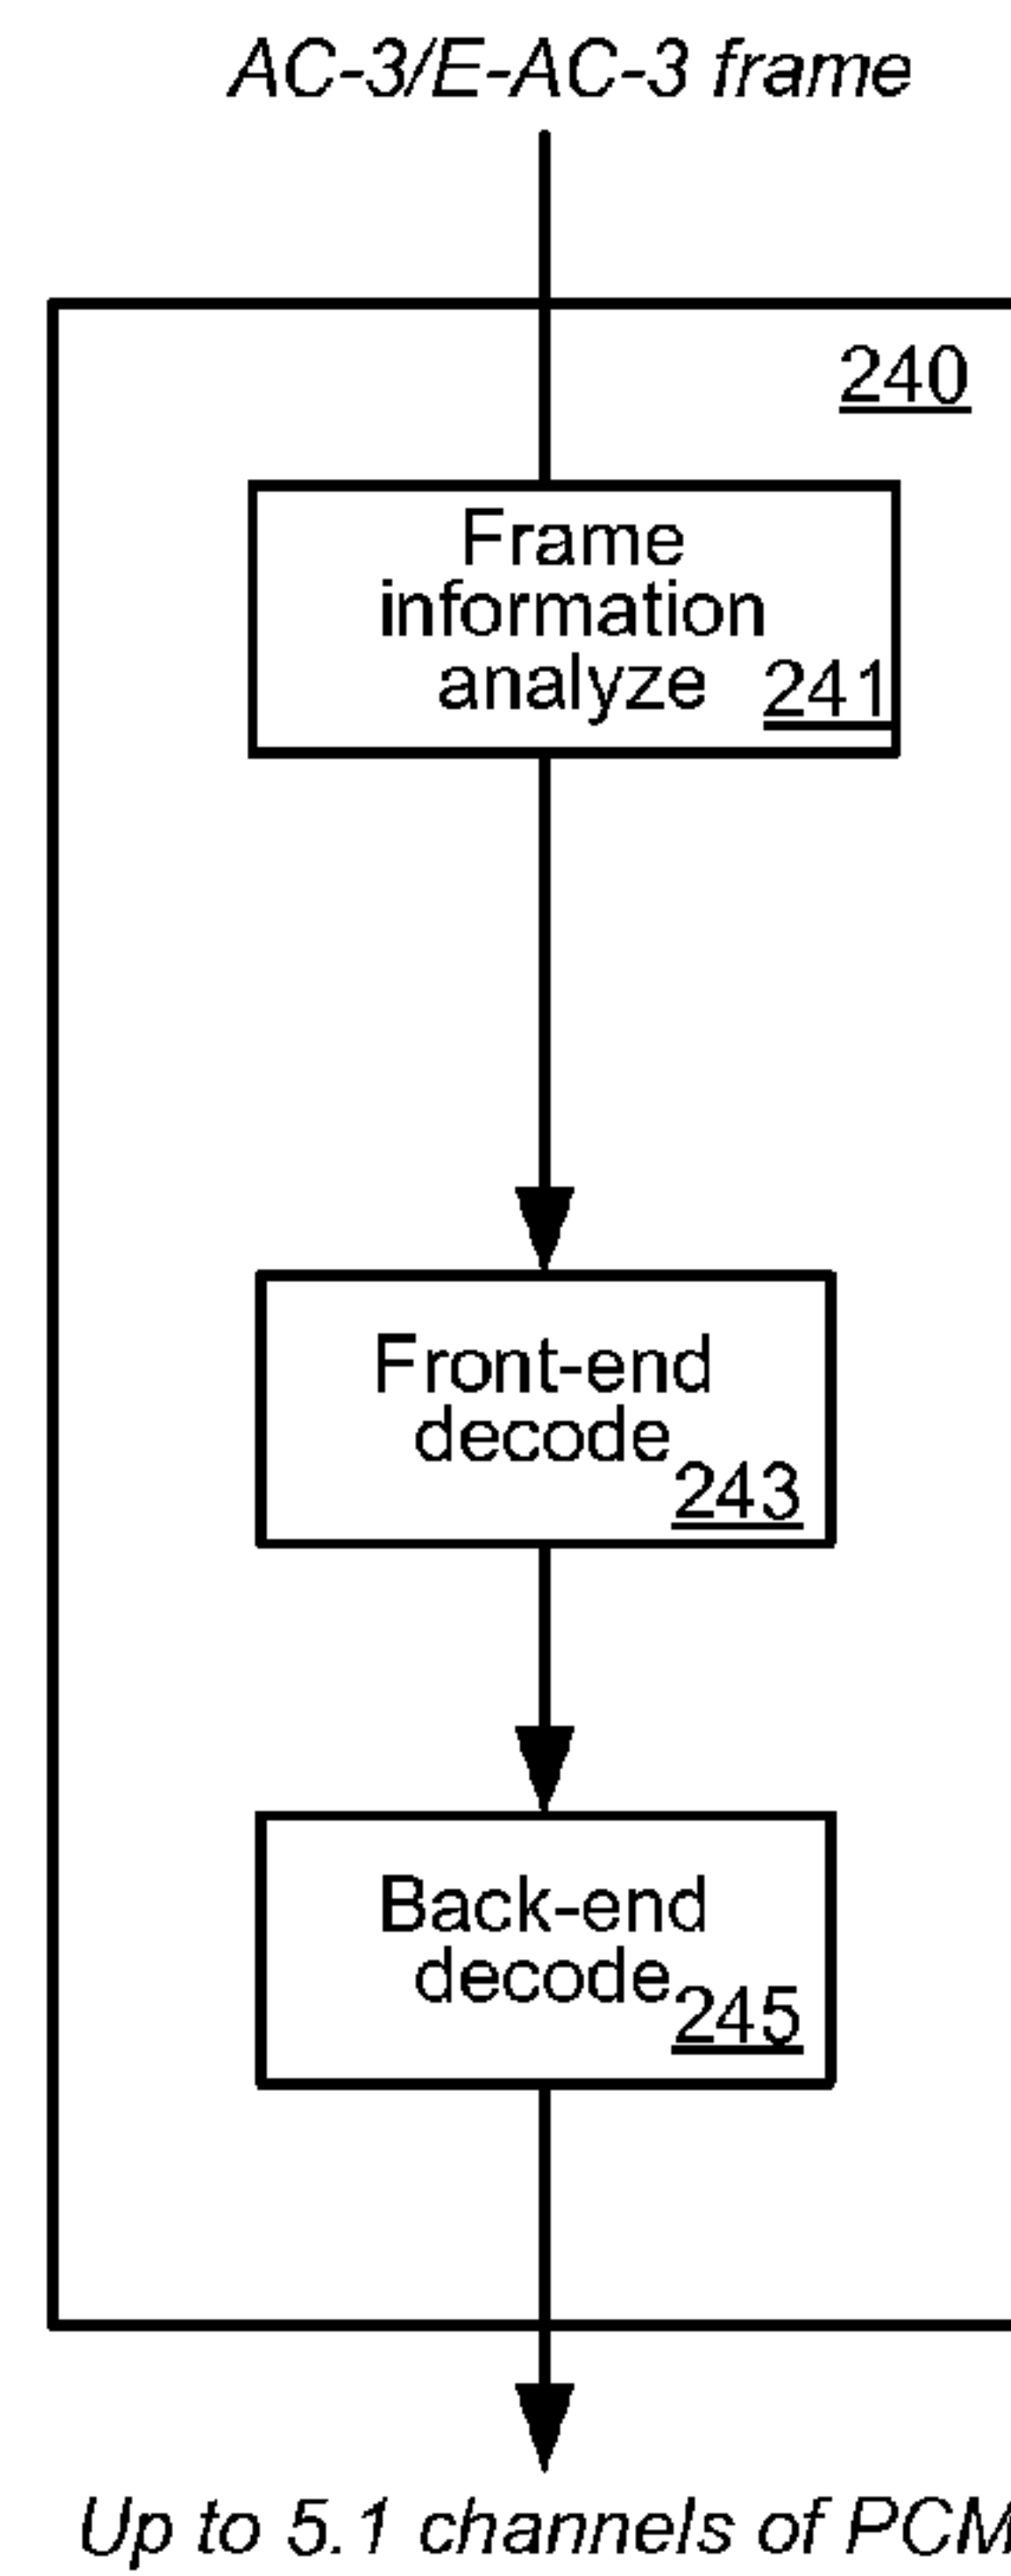 AC-3/E-AC-3 frame
240
Frame
information
analyze 241
Front-end
decode 243
Back-end
decode 245
Up to 5.1 channels of PCM